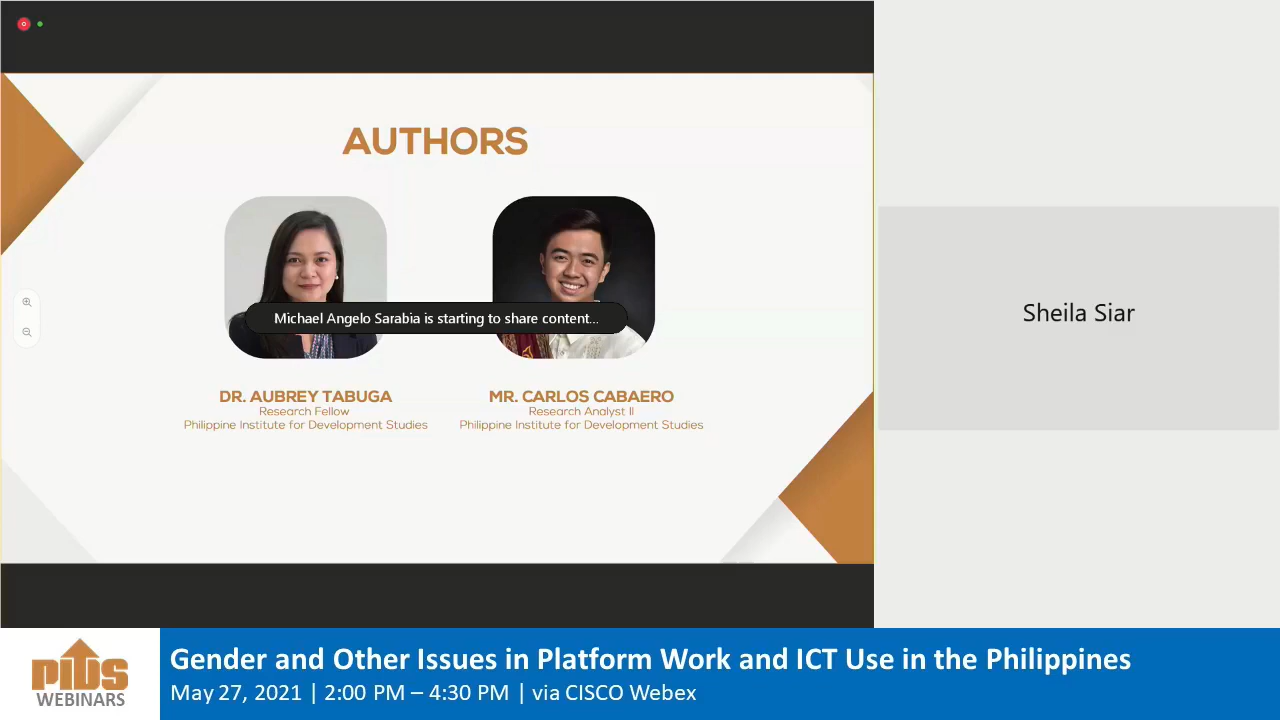 AUTHORS
Michael Angelo Sarabia is starting to share content...
DR. AUBREY TABUGA
Research Fellow
Philippine Institute for Development Studies
MR. CARLOS CABAERO
Research Analyst II
Philippine Institute for Development Studies
Sheila Siar
PIDS
WEBINARS
Gender and Other Issues in Platform Work and ICT Use in the Philippines
May 27, 2021 | 2:00 PM – 4:30 PM | via CISCO Webex